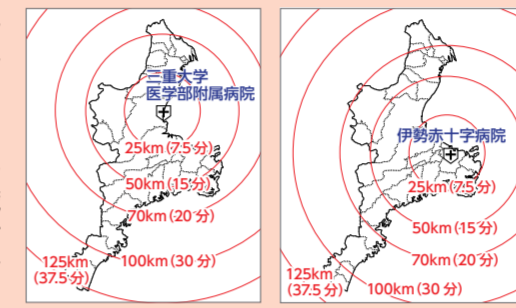 三重大学
医学部附属病院
25km(7.5分)
50km(15分)
70km(20分)
100km(30分)
125km
(37.5分)
伊勢赤十字病院
25km(7.5分)
50km(15分)
70km(20分)
100km(30分)
125km
(37.5分)